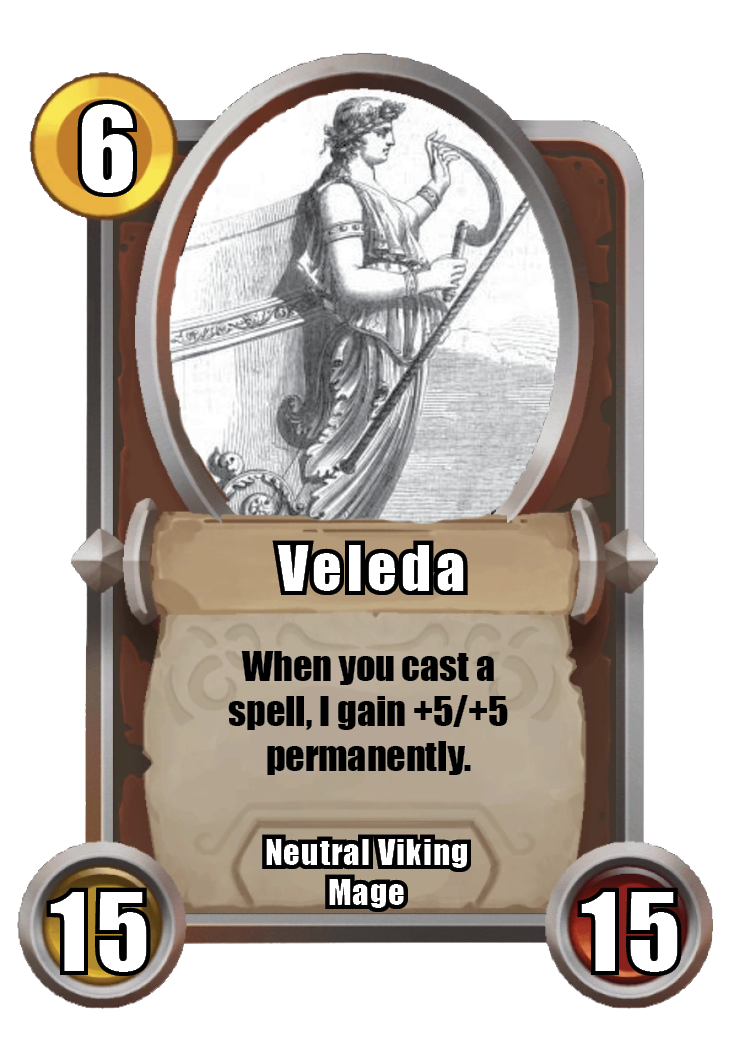 6
Veleda
When you cast a
spell, I gain +5/+5
permanently.
Neutral Viking
Mage
15
15